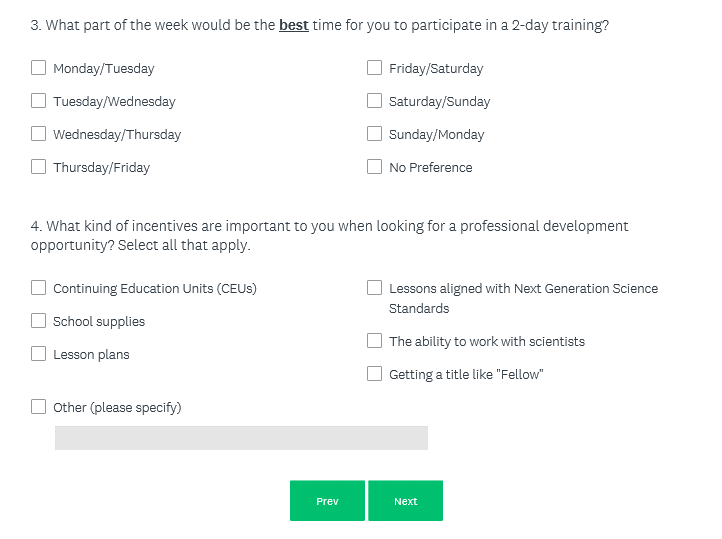 3. What part of the week would be the best time for you to participate in a 2-day training?
Monday/Tuesday
Tuesday/Wednesday
Wednesday/Thursday
Thursday/Friday
Friday/Saturday
Saturday/Sunday
Sunday/Monday
No Preference
4. What kind of incentives are important to you when looking for a professional development
opportunity? Select all that apply.
Continuing Education Units (CEUs)
School supplies
Lesson plans
Lessons aligned with Next Generation Science
Standards
The ability to work with scientists
Getting a title like "Fellow"
Other (please specify)
Prev
Next